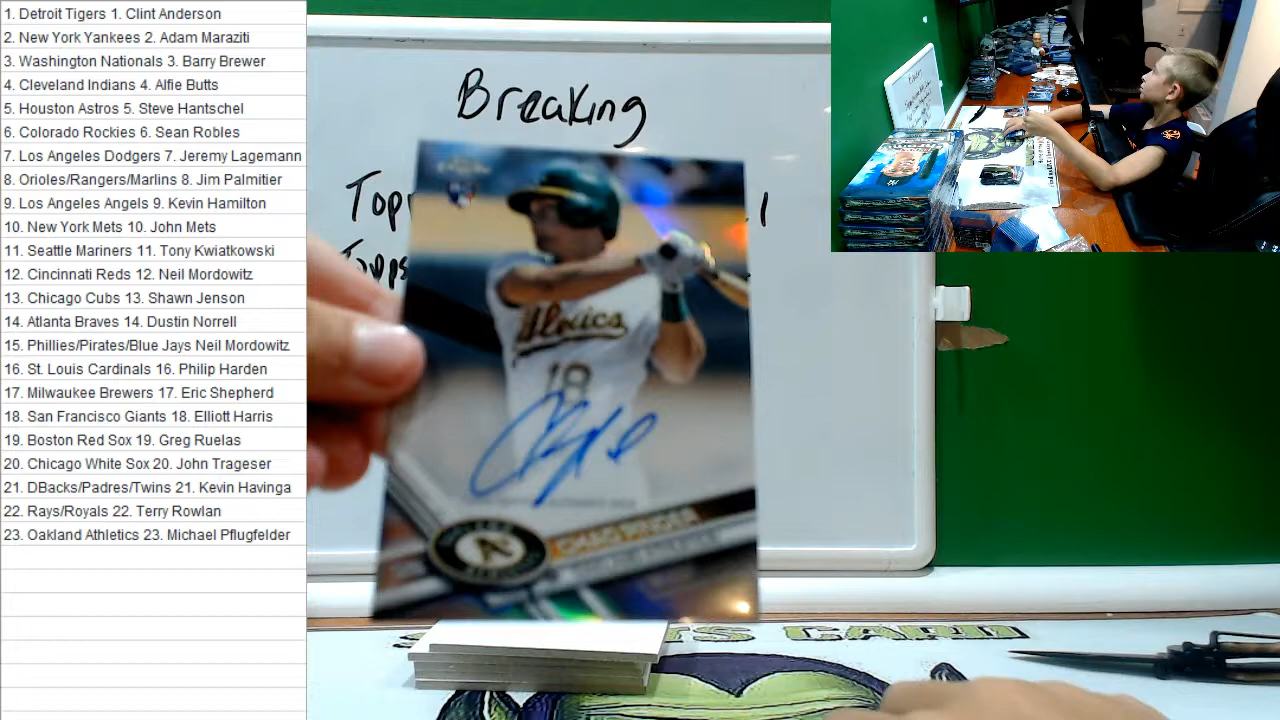 1. Detroit Tigers 1. Clint Anderson
2. New York Yankees 2. Adam Maraziti
3. Washington Nationals 3. Barry Brewer
4. Cleveland Indians 4. Alfie Butts
5. Houston Astros 5. Steve Hantschel
6. Colorado Rockies 6. Sean Robles
7. Los Angeles Dodgers 7. Jeremy Lagemann
8. Orioles/Rangers/Marlins 8. Jim Palmitier
9. Los Angeles Angels 9. Kevin Hamilton
10. New York Mets 10. John Mets
11. Seattle Mariners 11. Tony Kwiatkowski
12. Cincinnati Reds 12. Neil Mordowitz
13. Chicago Cubs 13. Shawn Jenson
14. Atlanta Braves 14. Dustin Norrell
15. Phillies/Pirates/Blue Jays Neil Mordowitz
16. St. Louis Cardinals 16. Philip Harden
17. Milwaukee Brewers 17. Eric Shepherd
18. San Francisco Giants 18. Elliott Harris
19. Boston Red Sox 19. Greg Ruelas
20. Chicago White Sox 20. John Trageser
21. DBacks/Padres/Twins 21. Kevin Havinga
22. Rays/Royals 22. Terry Rowlan
23. Oakland Athletics 23. Michael Pflugfelder
Breaking
Topps
18
A's
CHAD PINDER
CARD